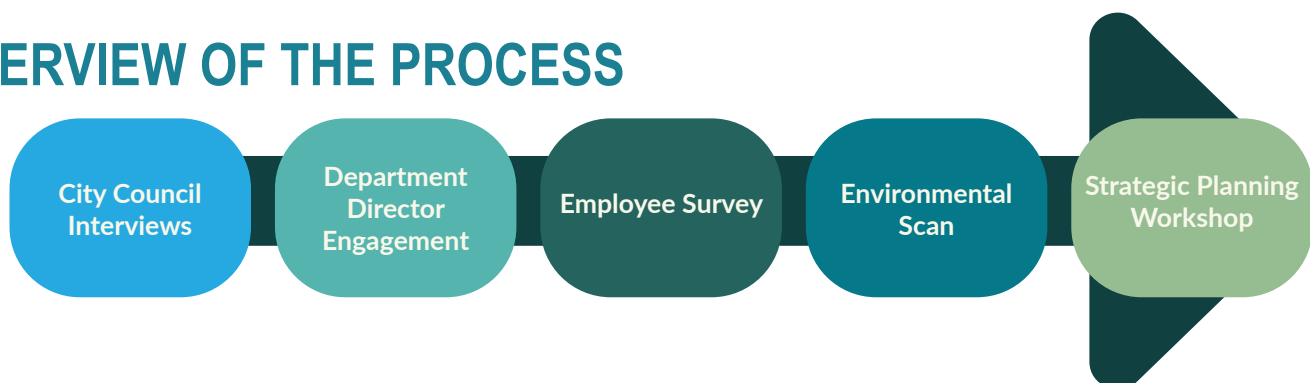 ERVIEW OF THE PROCESS
City Council
Interviews
Department
Director
Engagement
Employee Survey
Environmental
Scan
Strategic Planning
Workshop